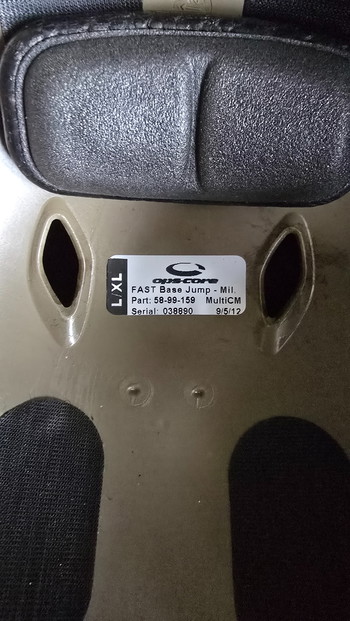 L/XL
ops-core
FAST Base Jump - Mil.
Part: 58-99-159 MultiCM
Serial: 038890 9/5/12